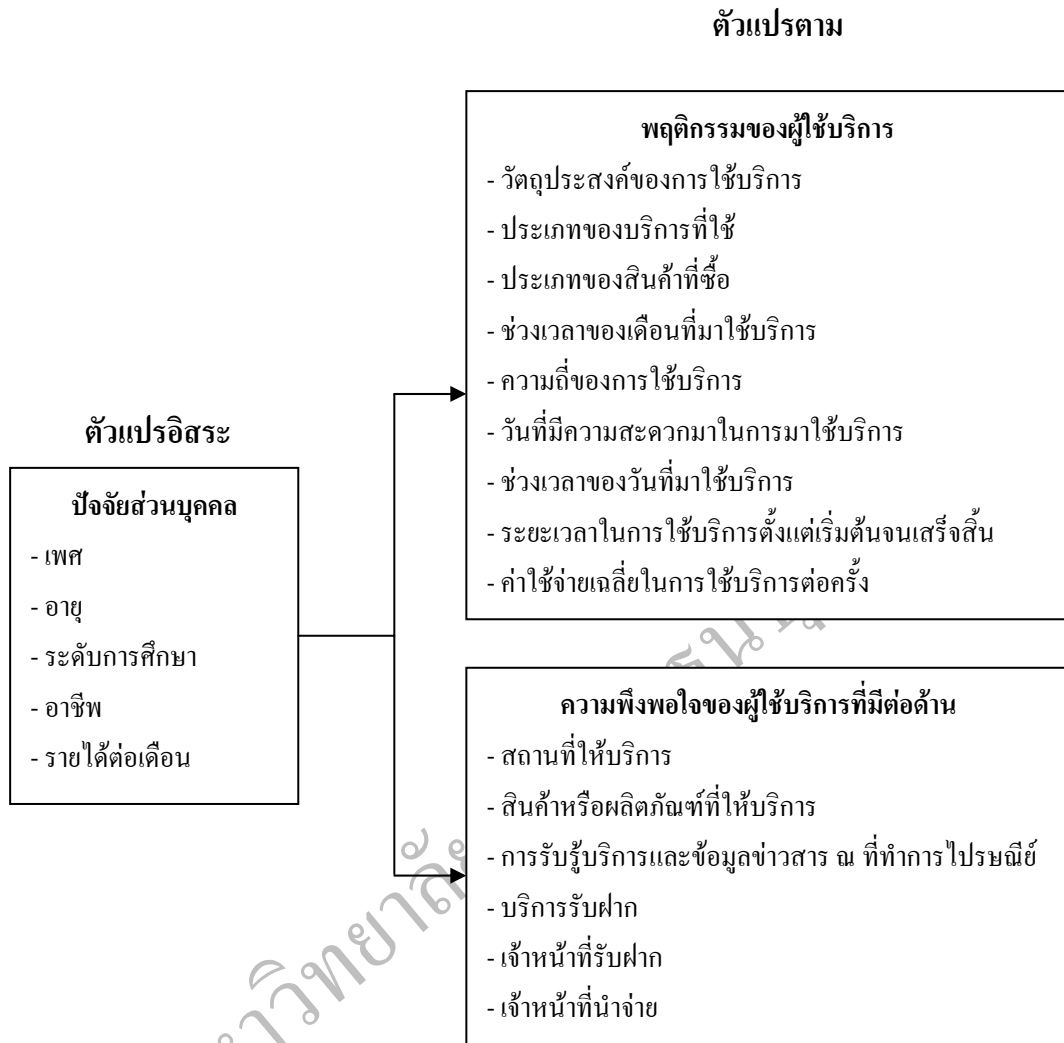 ตัวแปรตาม
พฤติกรรมของผู้ใช้บริการ
- วัตถุประสงค์ของการใช้บริการ
- ประเภทของบริการที่ใช้
- ประเภทของสินค้าที่ซื้อ
- ช่วงเวลาของเดือนที่มาใช้บริการ
- ความถี่ของการใช้บริการ
- วันที่มีความสะดวกมาในการมาใช้บริการ
- ช่วงเวลาของวันที่มาใช้บริการ
- ระยะเวลาในการใช้บริการตั้งแต่เริ่มต้นจนเสร็จสิ้น
- ค่าใช้จ่ายเฉลี่ยในการใช้บริการต่อครั้ง
ตัวแปรอิสระ
ปัจจัยส่วนบุคคล
- เพศ
- อายุ
- ระดับการศึกษา
- อาชีพ
- รายได้ต่อเดือน
ความพึงพอใจของผู้ใช้บริการที่มีต่อด้าน
- สถานที่ให้บริการ
- สินค้าหรือผลิตภัณฑ์ที่ให้บริการ
- การรับรู้บริการและข้อมูลข่าวสาร ณ ที่ทำการไปรษณีย์
- บริการรับฝาก
- เจ้าหน้าที่รับฝาก
- เจ้าหน้าที่นำจ่าย